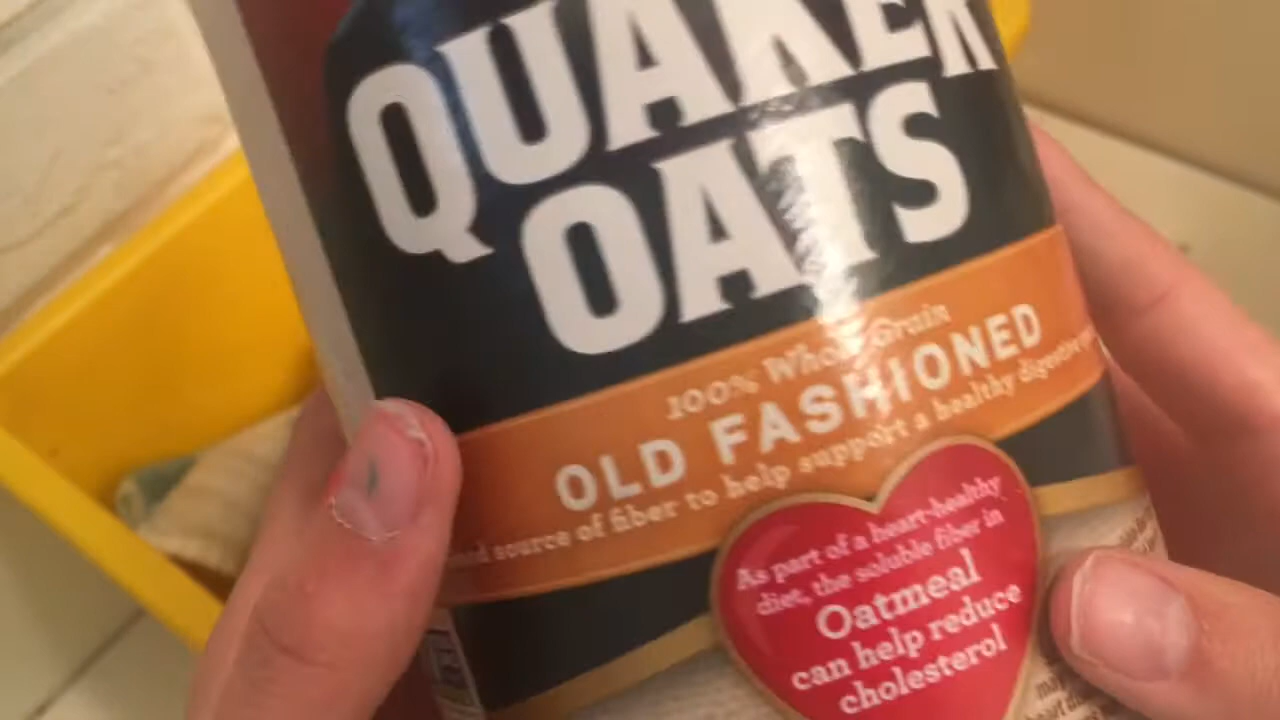 QUAKER
OATS
100% Whole Grain
OLD FASHIONED
source of fiber to help support a healthy digestive
As part of a heart-healthy
diet, the soluble fiber in
Oatmeal
can help reduce
cholesterol